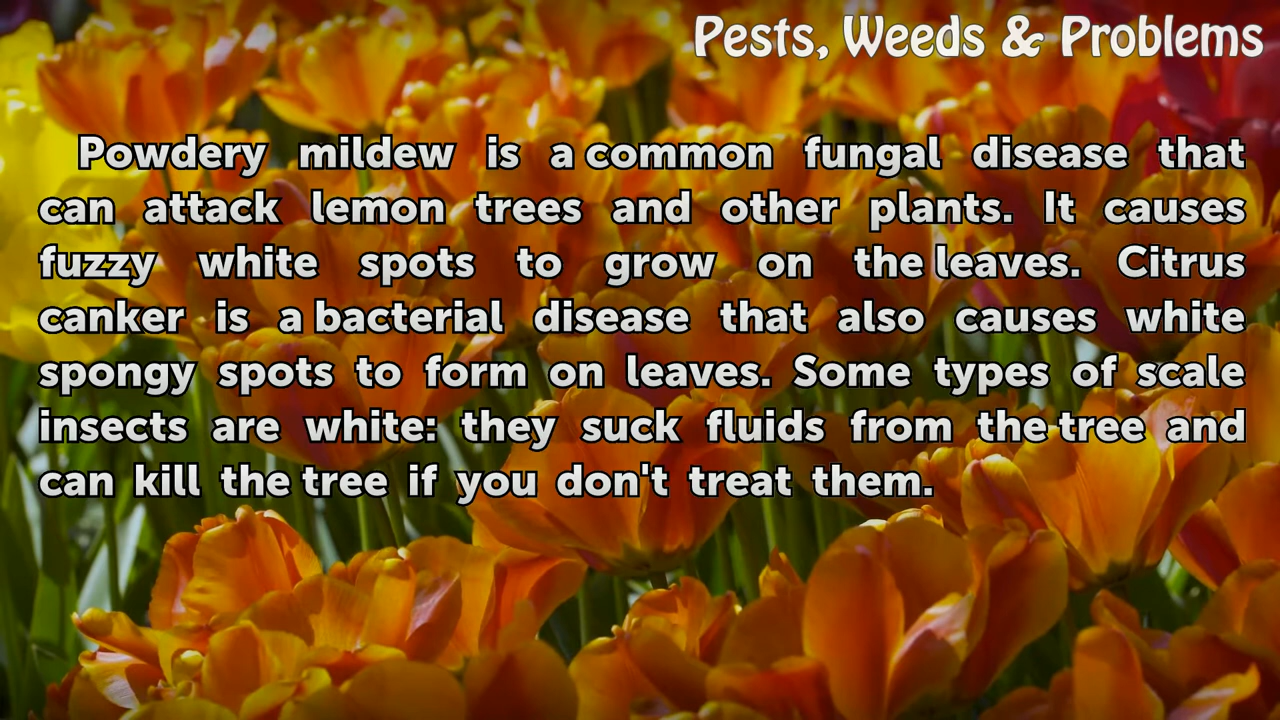 Pests, Weeds & Problems
Powdery mildew is a common fungal disease that
can attack lemon trees and other plants. It causes
fuzzy white spots to grow on the leaves. Citrus
canker is a bacterial disease that also causes white
spongy spots to form on leaves. Some types of scale
insects are white: they suck fluids from the tree and
can kill the tree if you don't treat them.